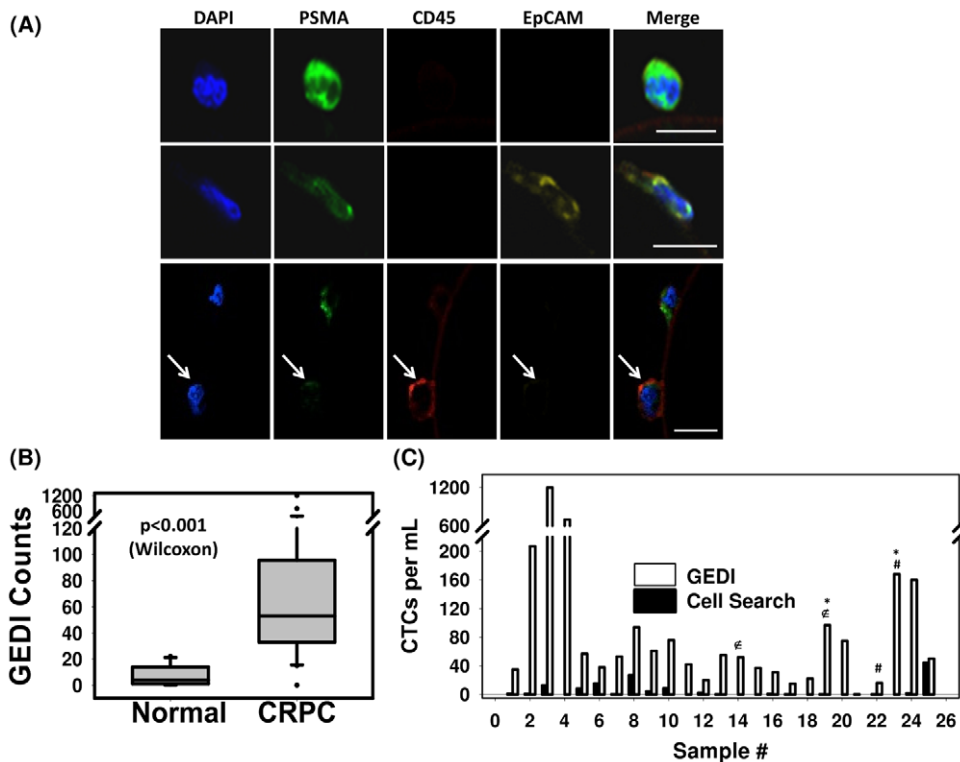 (A)
DAPI PSMA CD45 EpCAM Merge
(B)
GEDI Counts
1200
600
120
100
80
60
40
20
0
p<0.001
(Wilcoxon)
Normal CRPC
(C)
CTCs per mL
1200
600
200
160
120
80
40
0
GEDI
Cell Search
∉
*
∉
#
*
#
0 2 4 6 8 10 12 14 16 18 20 22 24 26
Sample #